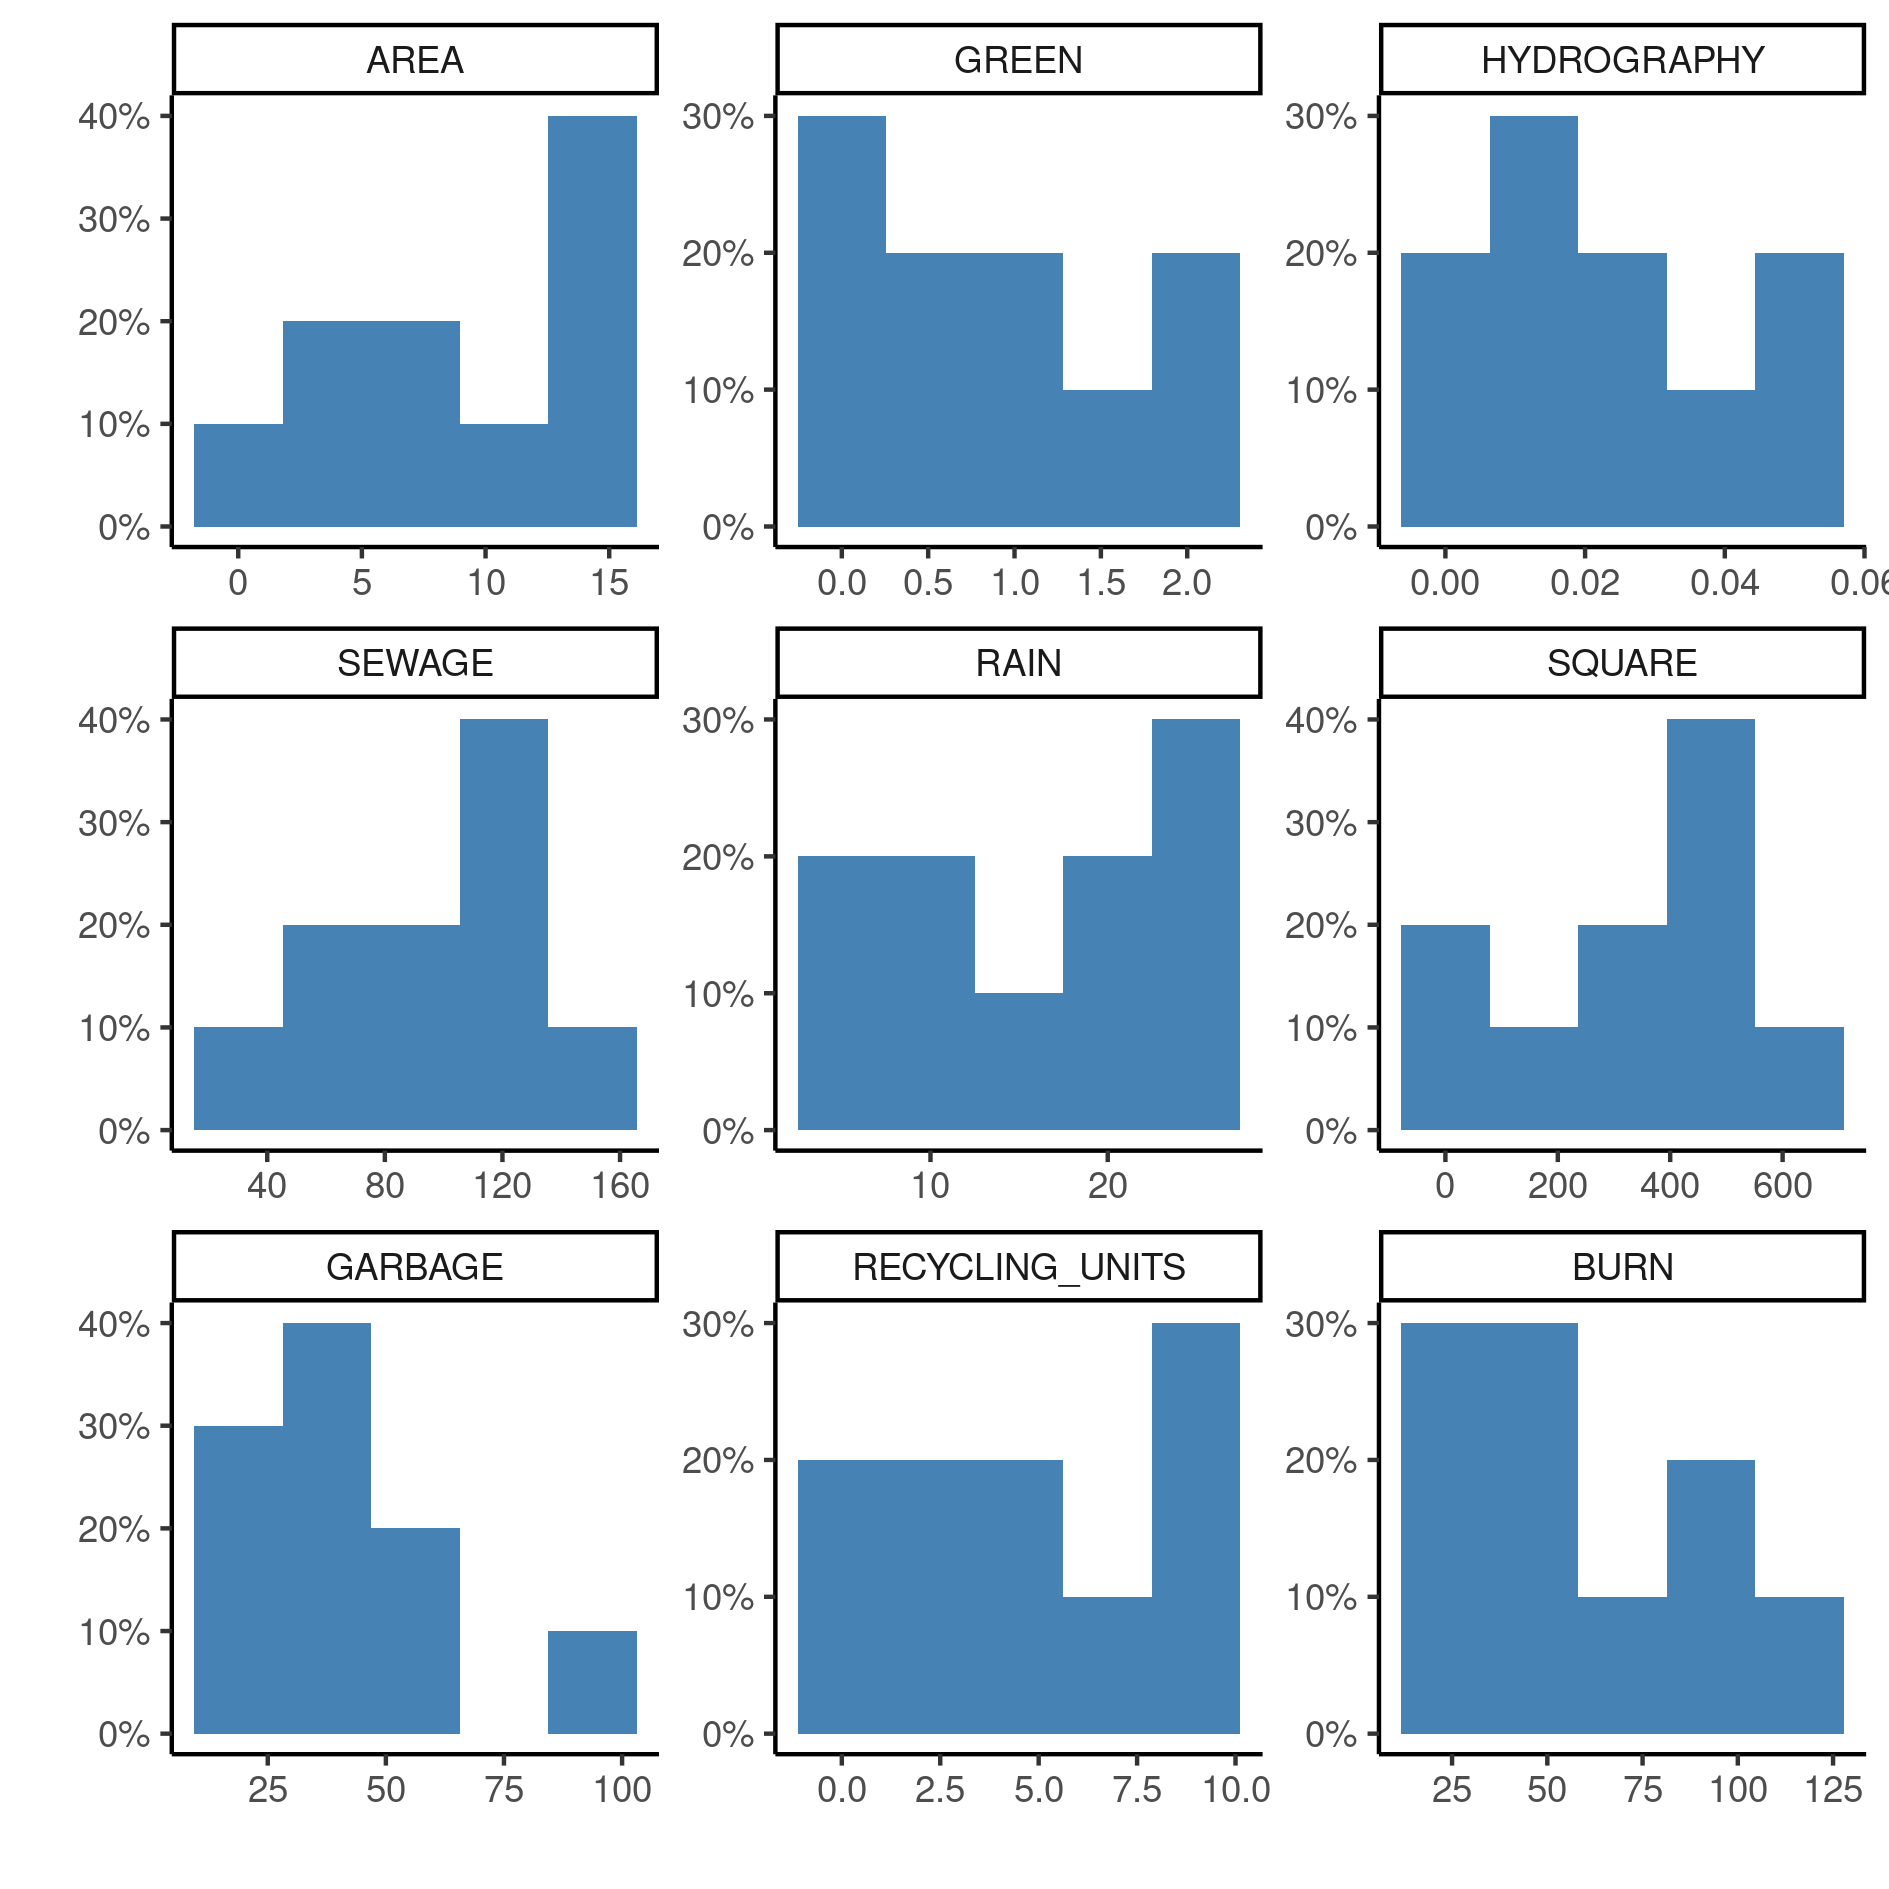 AREA GREEN HYDROGRAPHY
40% 30% 30%
30%
20% 20%
20%
10% 10%
10%
0% 0% 0%
0 5 10 15 0.0 0.5 1.0 1.5 2.0 0.00 0.02 0.04
SEWAGE RAIN SQUARE
40% 30% 40%
30% 30%
20%
20% 20%
10%
10% 10%
0% 0% 0%
40 80 120 160 10 20 0 200 400 600
GARBAGE RECYCLING_UNITS BURN
40% 30% 30%
30%
20% 20%
20%
10% 10%
10%
0% 0% 0%
25 50 75 100 0.0 2.5 5.0 7.5 10.0 25 50 75 100 125